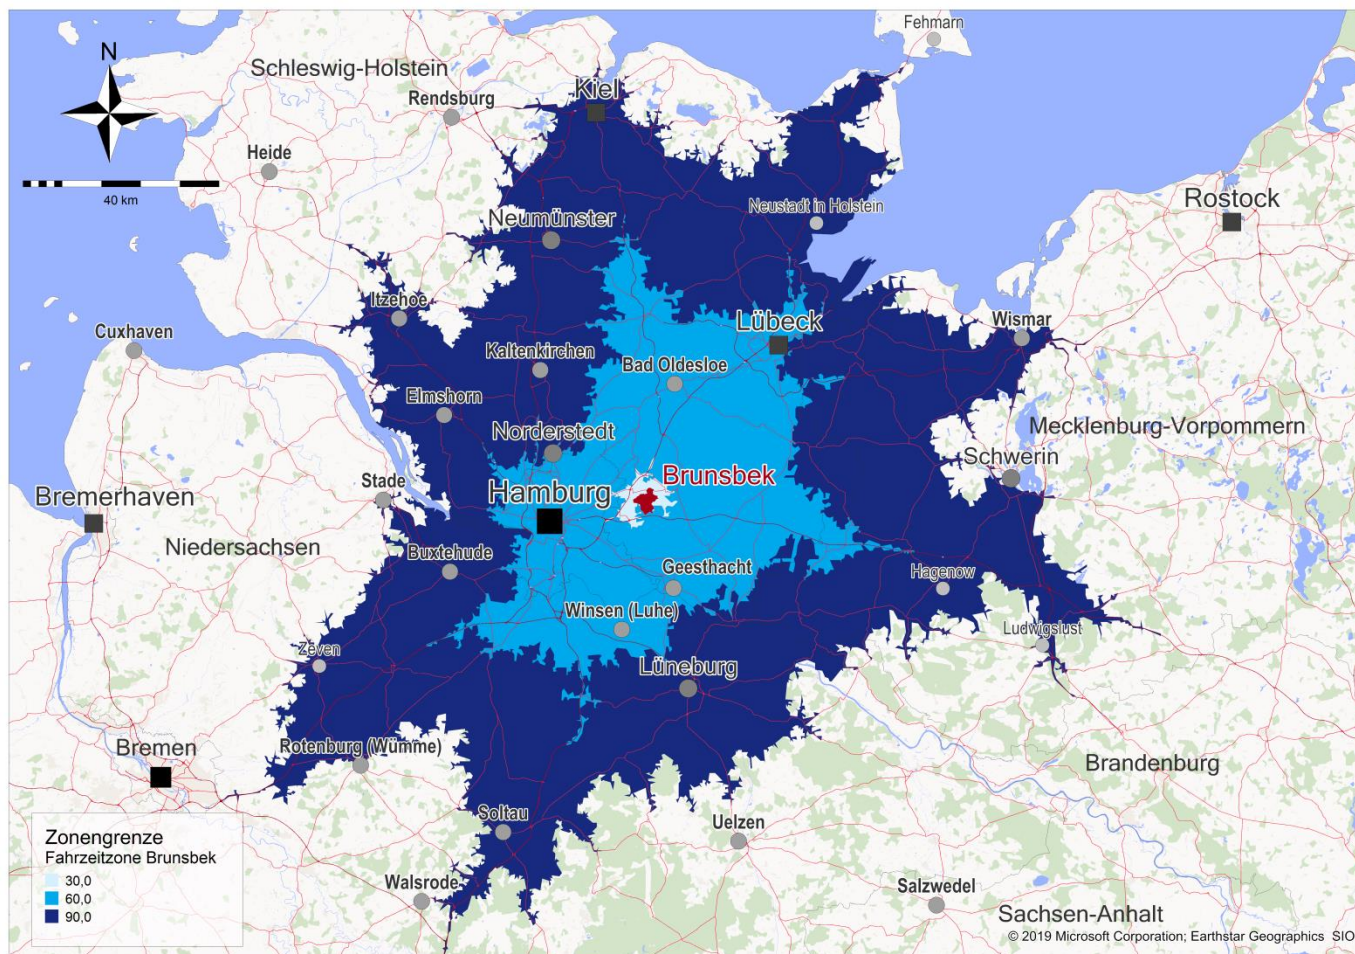 Fehmarn
N
Schleswig-Holstein
Kiel
Rendsburg
Heide
40 km
Neustadt in Holstein
Rostock
Neumünster
Itzehoe
Lübeck
Wismar
Cuxhaven
Kaltenkirchen
Bad Oldesloe
Elmshorn
Mecklenburg-Vorpommern
Norderstedt
Schwerin
Brunsbek
Stade
Hamburg
Bremerhaven
Niedersachsen
Buxtehude
Geesthacht
Hagenow
Winsen (Luhe)
Ludwigslust
Zeven
Lüneburg
Bremen
Rotenburg (Wümme)
Brandenburg
Soltau
Uelzen
Zonengrenze
Fahrzeitzone Brunsbek
30,0
60,0
90,0
Walsrode
Salzwedel
Sachsen-Anhalt
© 2019 Microsoft Corporation; Earthstar Geographics SIO